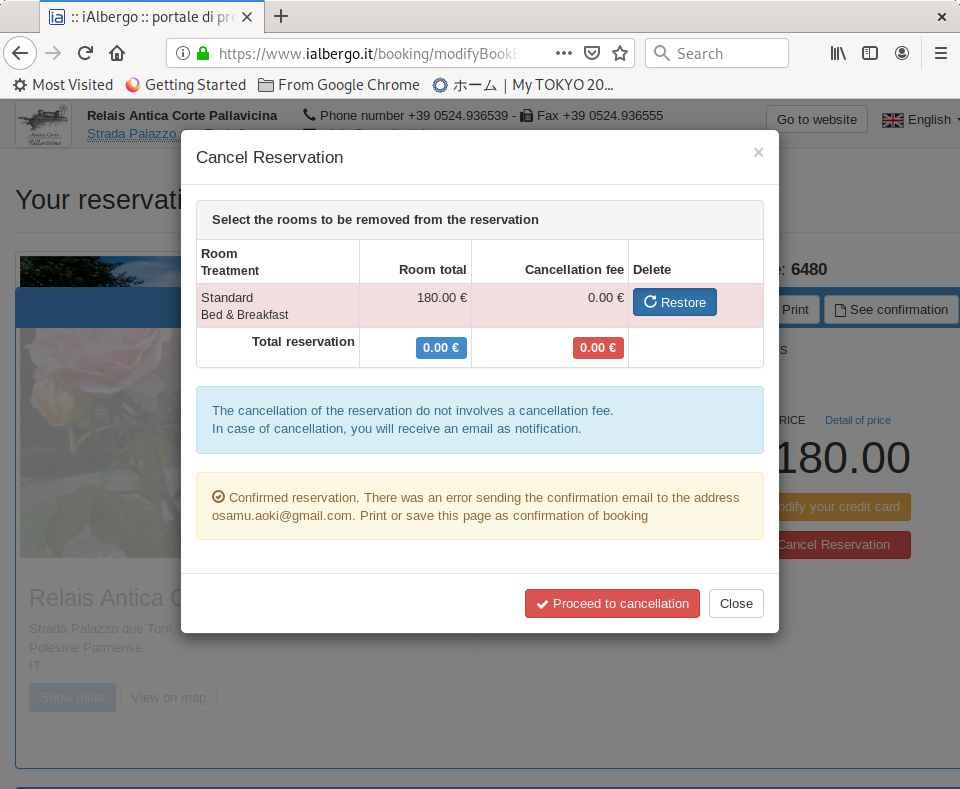 :: iAlbergo :: portale di pre
https://www.ialbergo.it/booking/modifyBookE
Search
Most Visited
Getting Started
From Google Chrome
ホーム | My TOKYO 20...
Antica Corte
Pallavicina
Relais Antica Corte Pallavicina
Phone number +39 0524.936539 - Fax +39 0524.936555
Strada Palazzo
Go to website
English
Your reservati
Cancel Reservation
×
Select the rooms to be removed from the reservation
Room
Treatment
Room total
Cancellation fee
Delete
Standard
Bed & Breakfast
180.00 €
0.00 €
Restore
Total reservation
0.00 €
0.00 €
The cancellation of the reservation do not involves a cancellation fee.
In case of cancellation, you will receive an email as notification.
Confirmed reservation. There was an error sending the confirmation email to the address
osamu.aoki@gmail.com. Print or save this page as confirmation of booking
Proceed to cancellation
Close
: 6480
Print
See confirmation
s
RICE
Detail of price
180.00
odify your credit card
Cancel Reservation
Relais Antica C
Strada Palazzo due Torri,
Polesine Parmense
IT
Show route
View on map